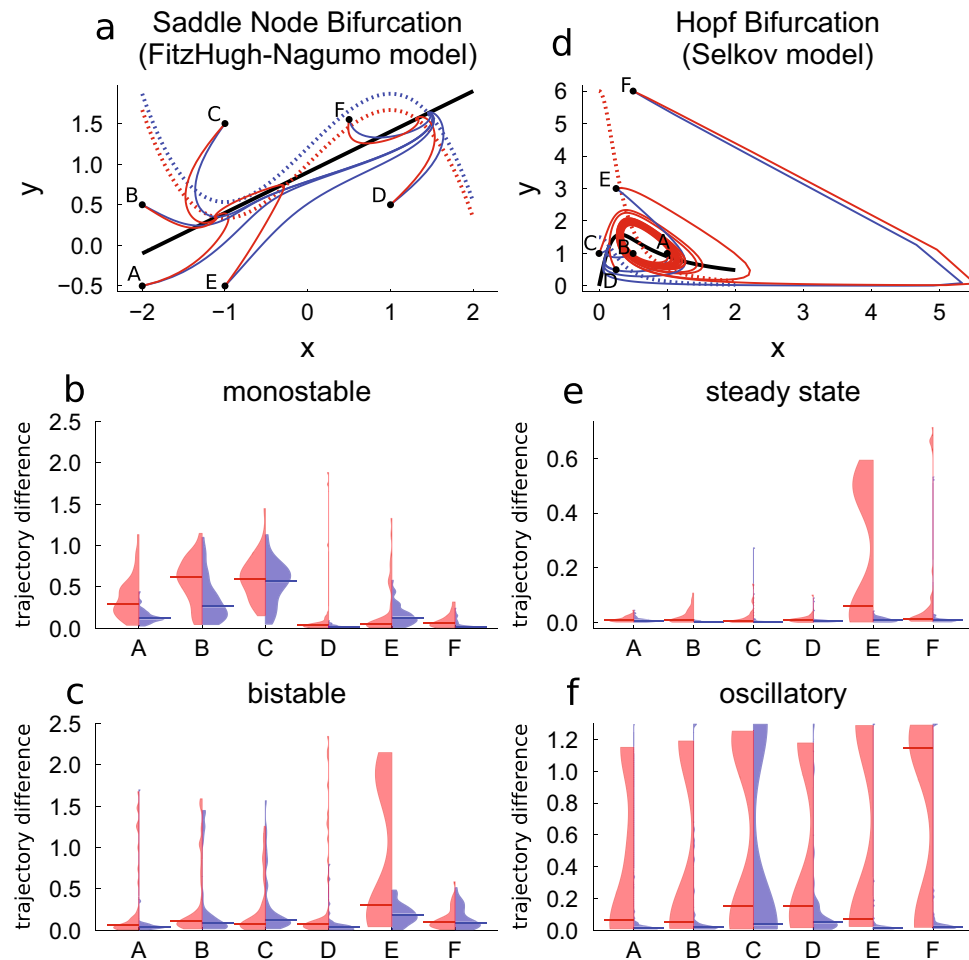 a
Saddle Node Bifurcation
(FitzHugh-Nagumo model)
y
1.5
1.0
0.5
0.0
−0.5
A
B
C
D
E
F
−2
−1
0
1
2
x
d
Hopf Bifurcation
(Selkov model)
y
6
5
4
3
2
1
0
F
E
C
B
A
D
0
1
2
3
4
5
x
b
monostable
trajectory difference
2.5
2.0
1.5
1.0
0.5
0.0
A B C D E F
e
steady state
trajectory difference
0.6
0.4
0.2
0.0
A B C D E F
c
bistable
trajectory difference
2.5
2.0
1.5
1.0
0.5
0.0
A B C D E F
f
oscillatory
trajectory difference
1.2
1.0
0.8
0.6
0.4
0.2
0.0
A B C D E F